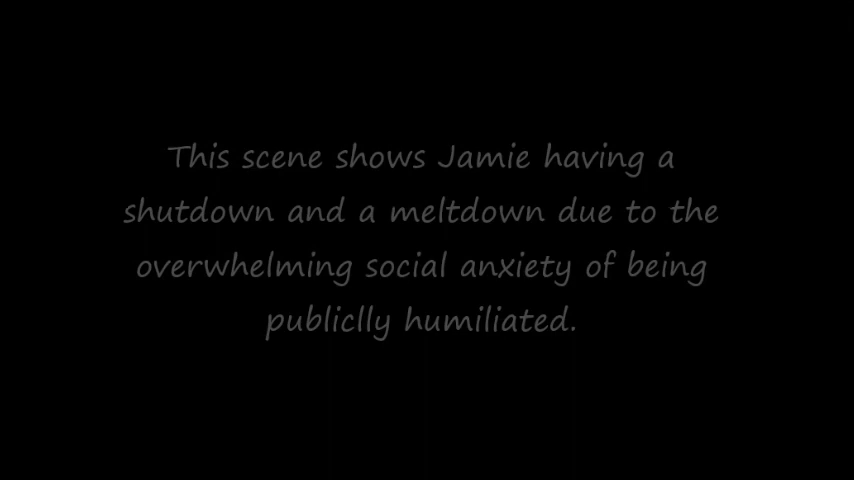 This scene shows Jamie having a
shutdown and a meltdown due to the
overwhelming social anxiety of being
publiclly humiliated.